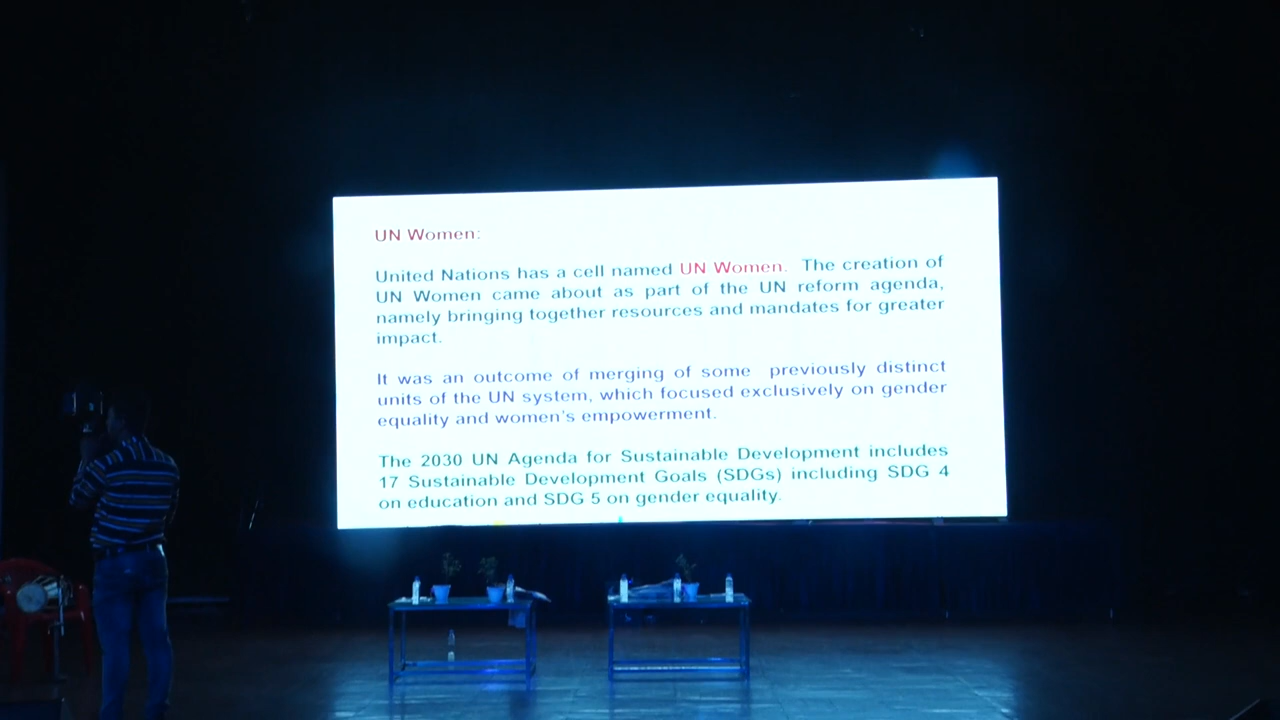 UN Women:
United Nations has a cell named UN Women. The creation of
UN Women came about as part of the UN reform agenda,
namely bringing together resources and mandates for greater
impact.
It was an outcome of merging of some previously distinct
units of the UN system, which focused exclusively on gender
equality and women's empowerment.
The 2030 UN Agenda for Sustainable Development includes
17 Sustainable Development Goals (SDGs) including SDG 4
on education and SDG 5 on gender equality.